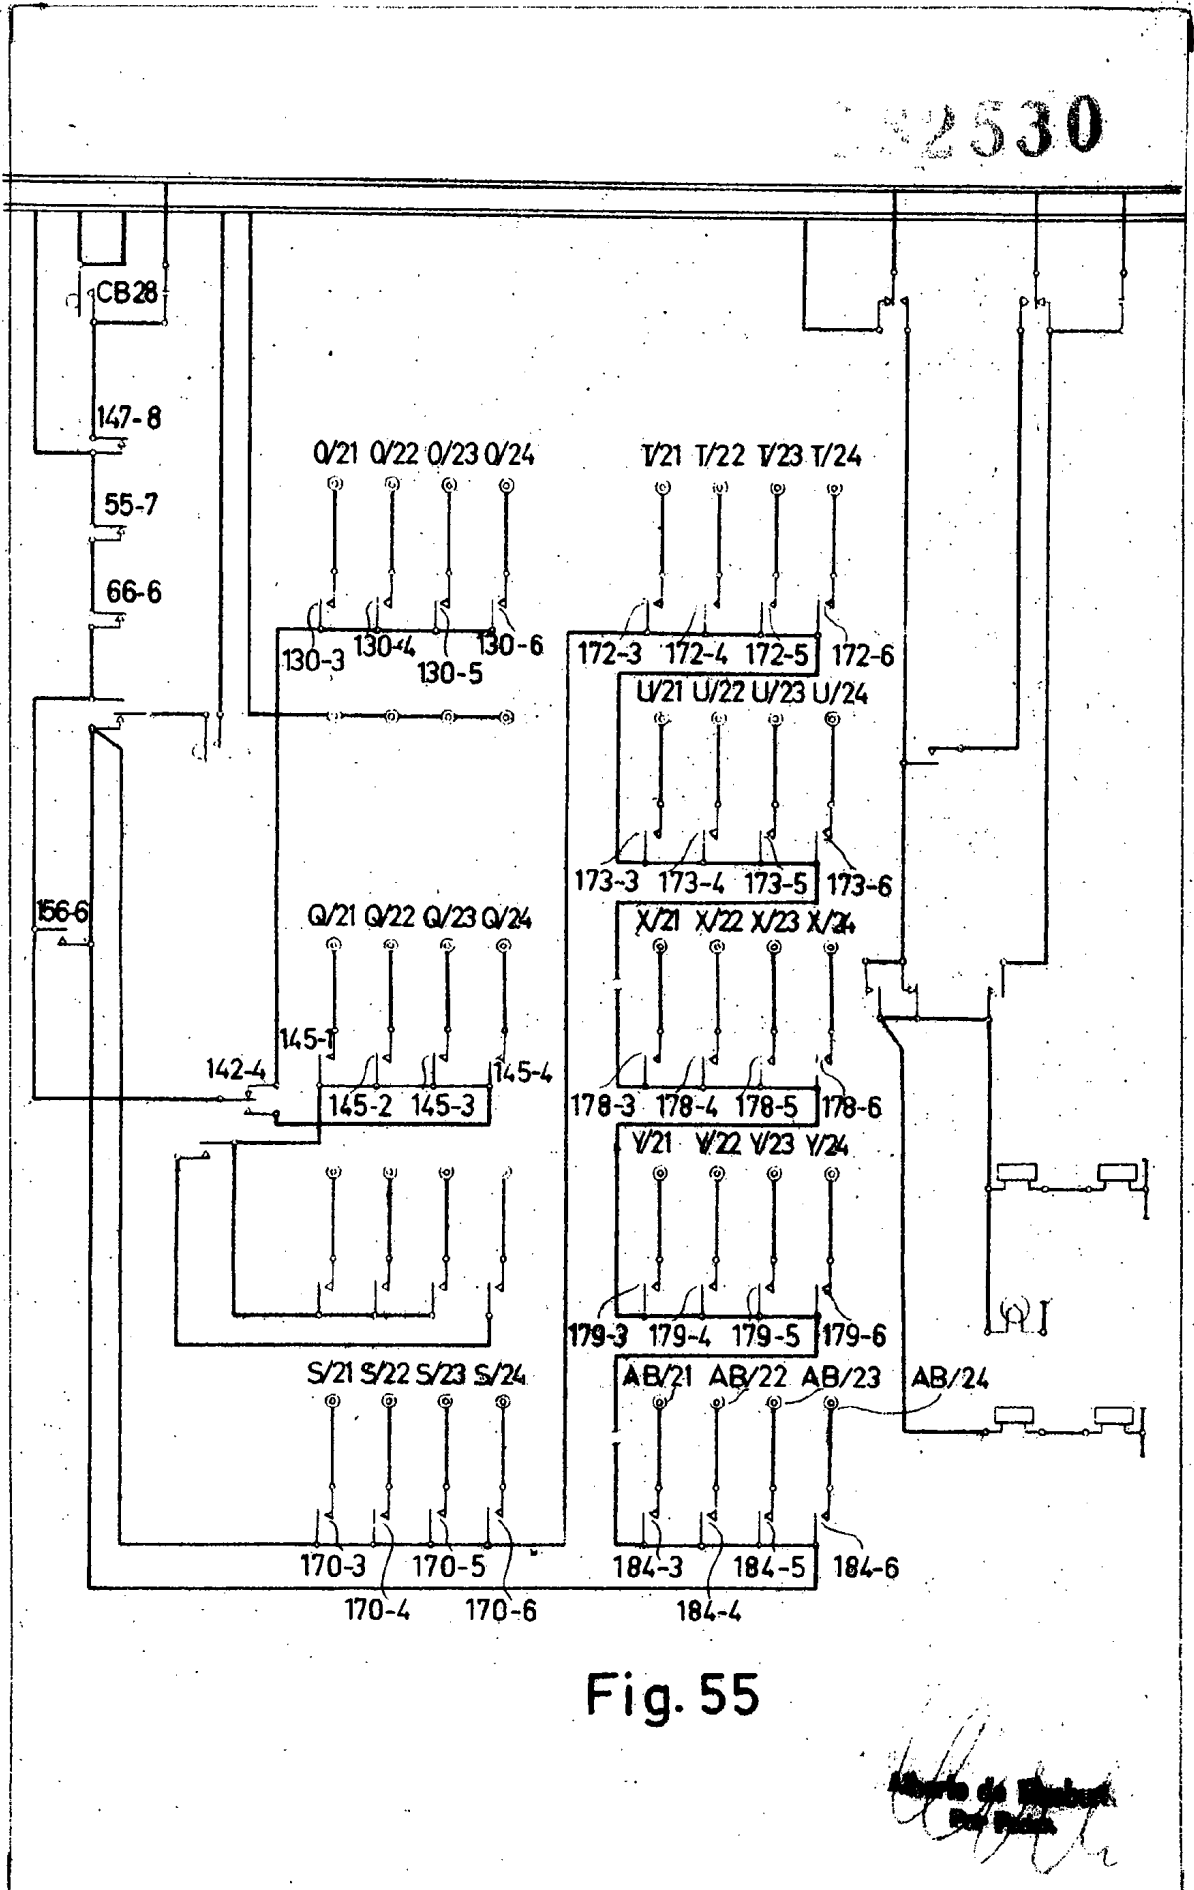 2530
CB28
147-8
55-7
66-6
O/21 O/22 O/23 O/24
T/21 T/22 T/23 T/24
130-3 130-4 130-5 130-6
172-3 172-4 172-5 172-6
U/21 U/22 U/23 U/24
173-3 173-4 173-5 173-6
156-6
Q/21 Q/22 Q/23 Q/24
X/21 X/22 X/23 X/24
142-4
145-1
145-2 145-3
145-4
178-3 178-4 178-5 178-6
Y/21 Y/22 Y/23 Y/24
179-3 179-4 179-5 179-6
S/21 S/22 S/23 S/24
AB/21 AB/22 AB/23 AB/24
170-3 170-5
170-4 170-6
184-3 184-5 184-6
184-4
Fig. 55
Alberto de
Por